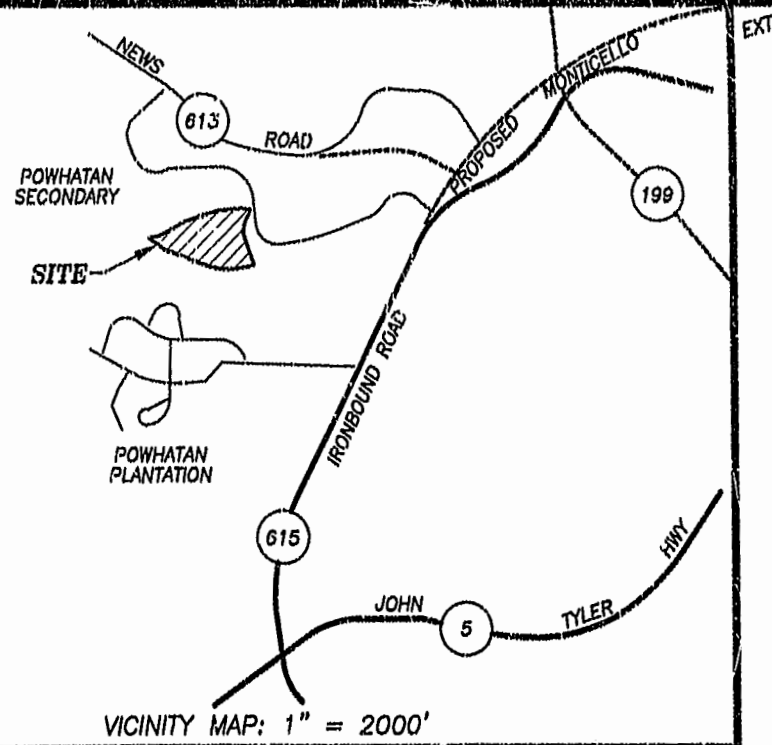 EXT
NEWS
613
ROAD
PROPOSED MONTICELLO
199
POWHATAN
SECONDARY
SITE
IRONBOUND ROAD
POWHATAN
PLANTATION
615
JOHN
5
TYLER
HWY
VICINITY MAP: 1" = 2000'